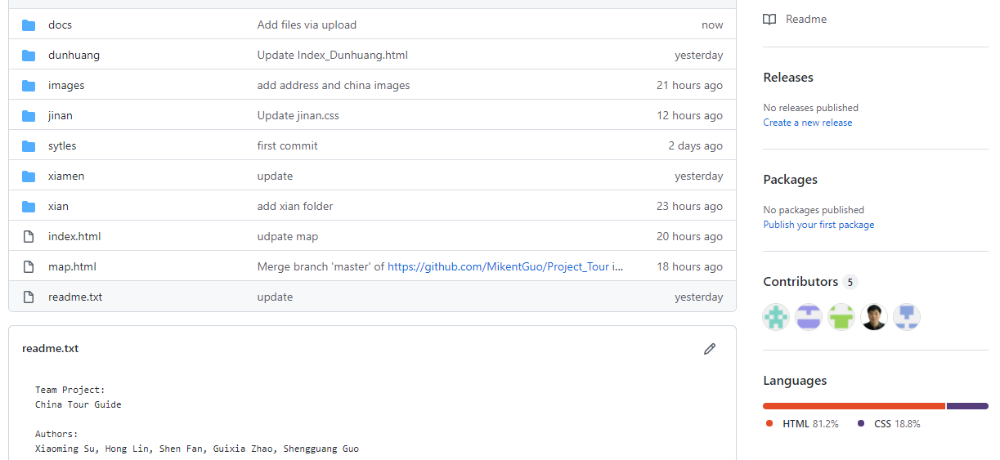 docs Add files via upload now
dunhuang Update Index_Dunhuang.html yesterday
images add address and china images 21 hours ago
jinan Update jinan.css 12 hours ago
sytles first commit 2 days ago
xiamen update yesterday
xian add xian folder 23 hours ago
index.html udpate map 20 hours ago
map.html Merge branch 'master' of https://github.com/MikentGuo/Project_Tour i... 18 hours ago
readme.txt update yesterday
readme.txt
Team Project:
China Tour Guide
Authors:
Xiaoming Su, Hong Lin, Shen Fan, Guixia Zhao, Shengguang Guo
Readme
Releases
No releases published
Create a new release
Packages
No packages published
Publish your first package
Contributors 5
Languages
HTML 81.2% CSS 18.8%